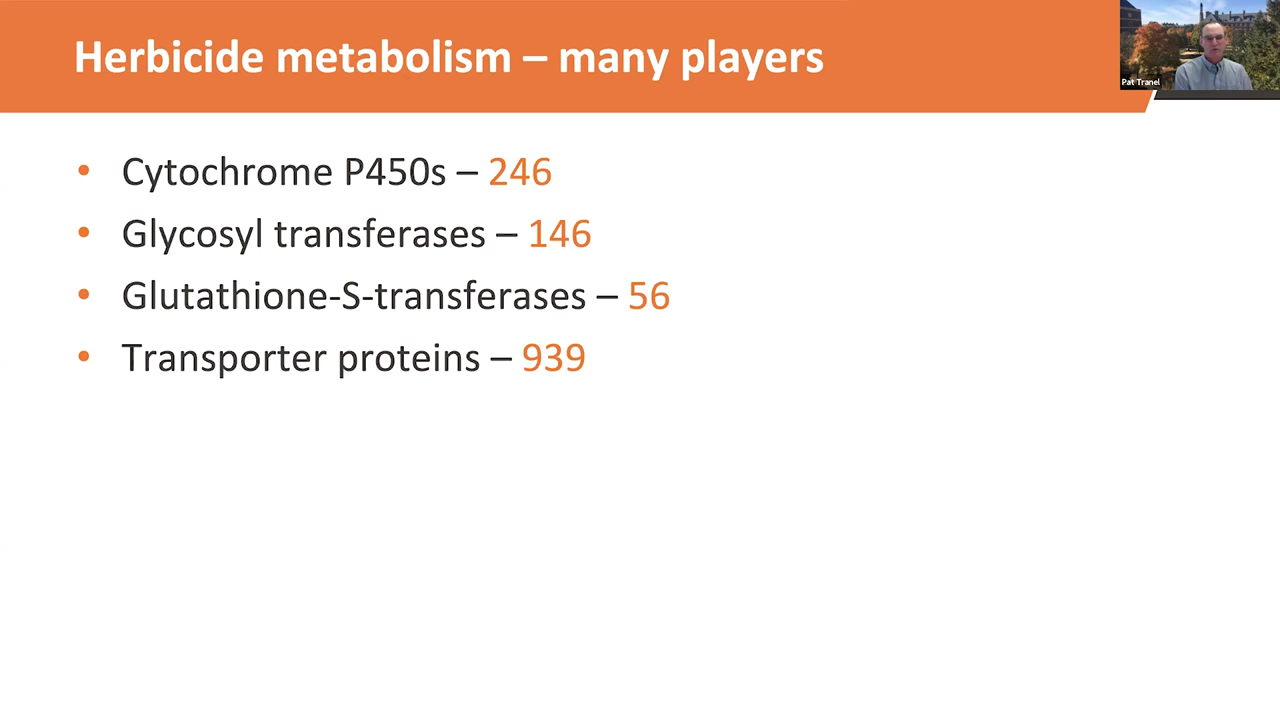 Herbicide metabolism – many players
Pat Tranel
• Cytochrome P450s – 246
• Glycosyl transferases – 146
• Glutathione-S-transferases – 56
• Transporter proteins – 939